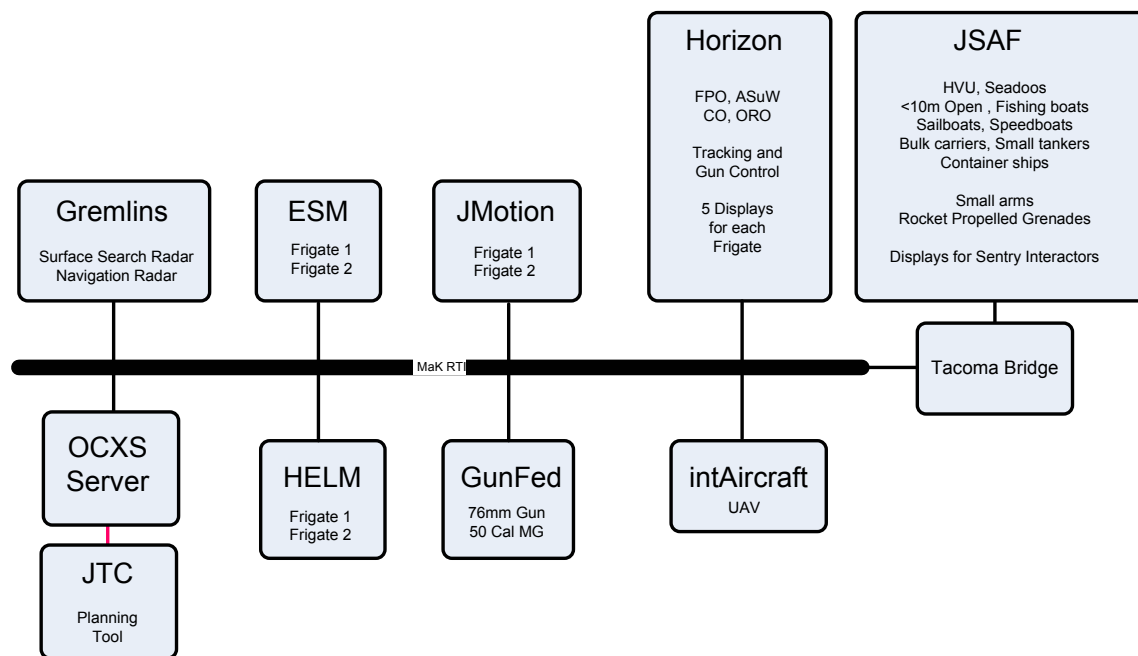 Horizon
FPO, ASuW
CO, ORO
Tracking and
Gun Control
5 Displays
for each
Frigate
JSAF
HVU, Seadoos
<10m Open , Fishing boats
Sailboats, Speedboats
Bulk carriers, Small tankers
Container ships
Small arms
Rocket Propelled Grenades
Displays for Sentry Interactors
Gremlins
Surface Search Radar
Navigation Radar
ESM
Frigate 1
Frigate 2
JMotion
Frigate 1
Frigate 2
MaK RTI
Tacoma Bridge
OCXS
Server
HELM
Frigate 1
Frigate 2
GunFed
76mm Gun
50 Cal MG
intAircraft
UAV
JTC
Planning
Tool